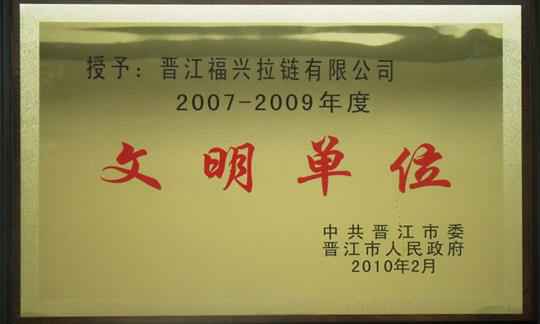 授予：晋江福兴拉链有限公司
2007-2009年度
文明单位
中共晋江市委
晋江市人民政府
2010年2月